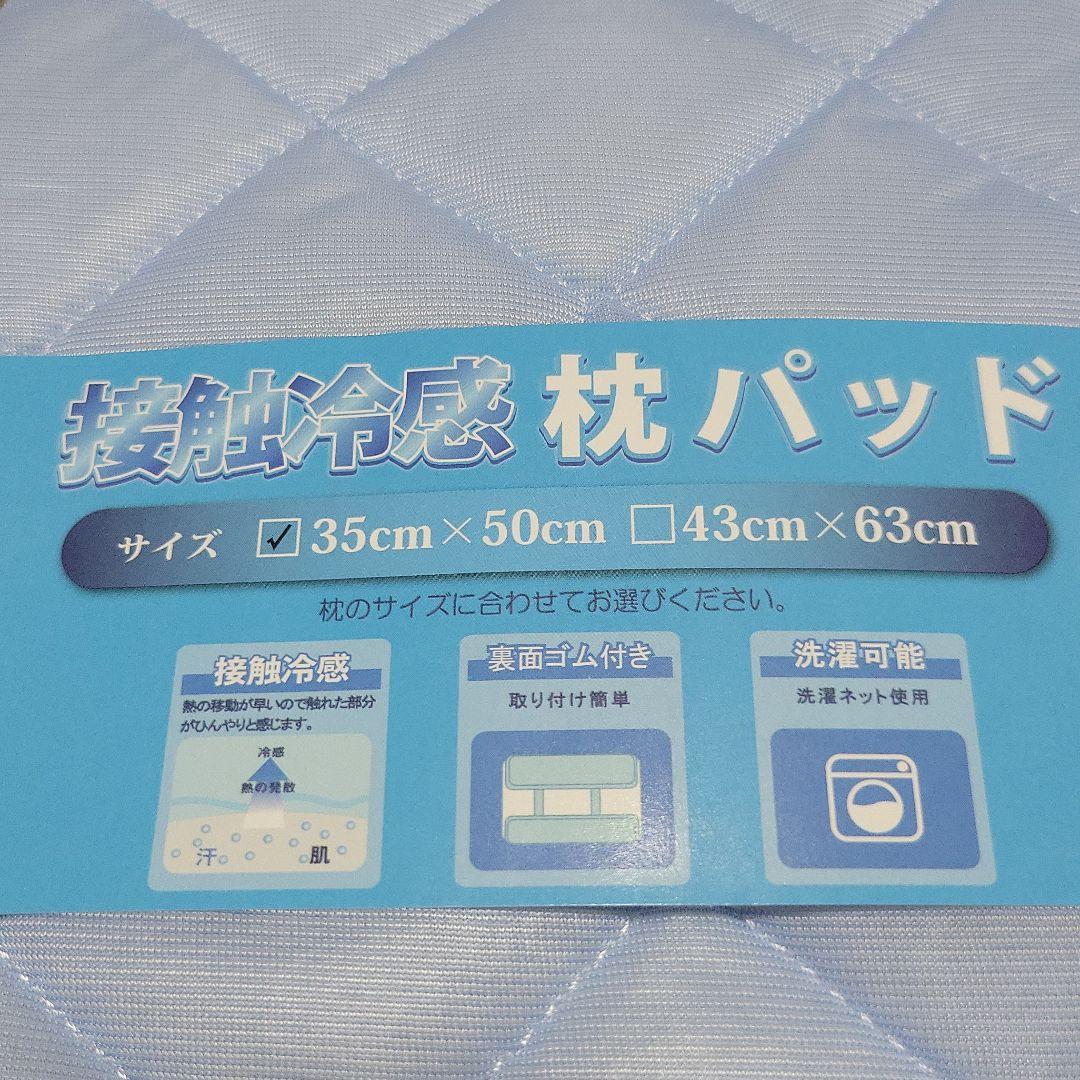 接触冷感 枕パッド
サイズ ☑35cm×50cm □43cm×63cm
枕のサイズに合わせてお選びください。
接触冷感
熱の移動が早いので触れた部分
がひんやりと感じます。
冷感
熱の発散
汗 肌
裏面ゴム付き
取り付け簡単
洗濯可能
洗濯ネット使用